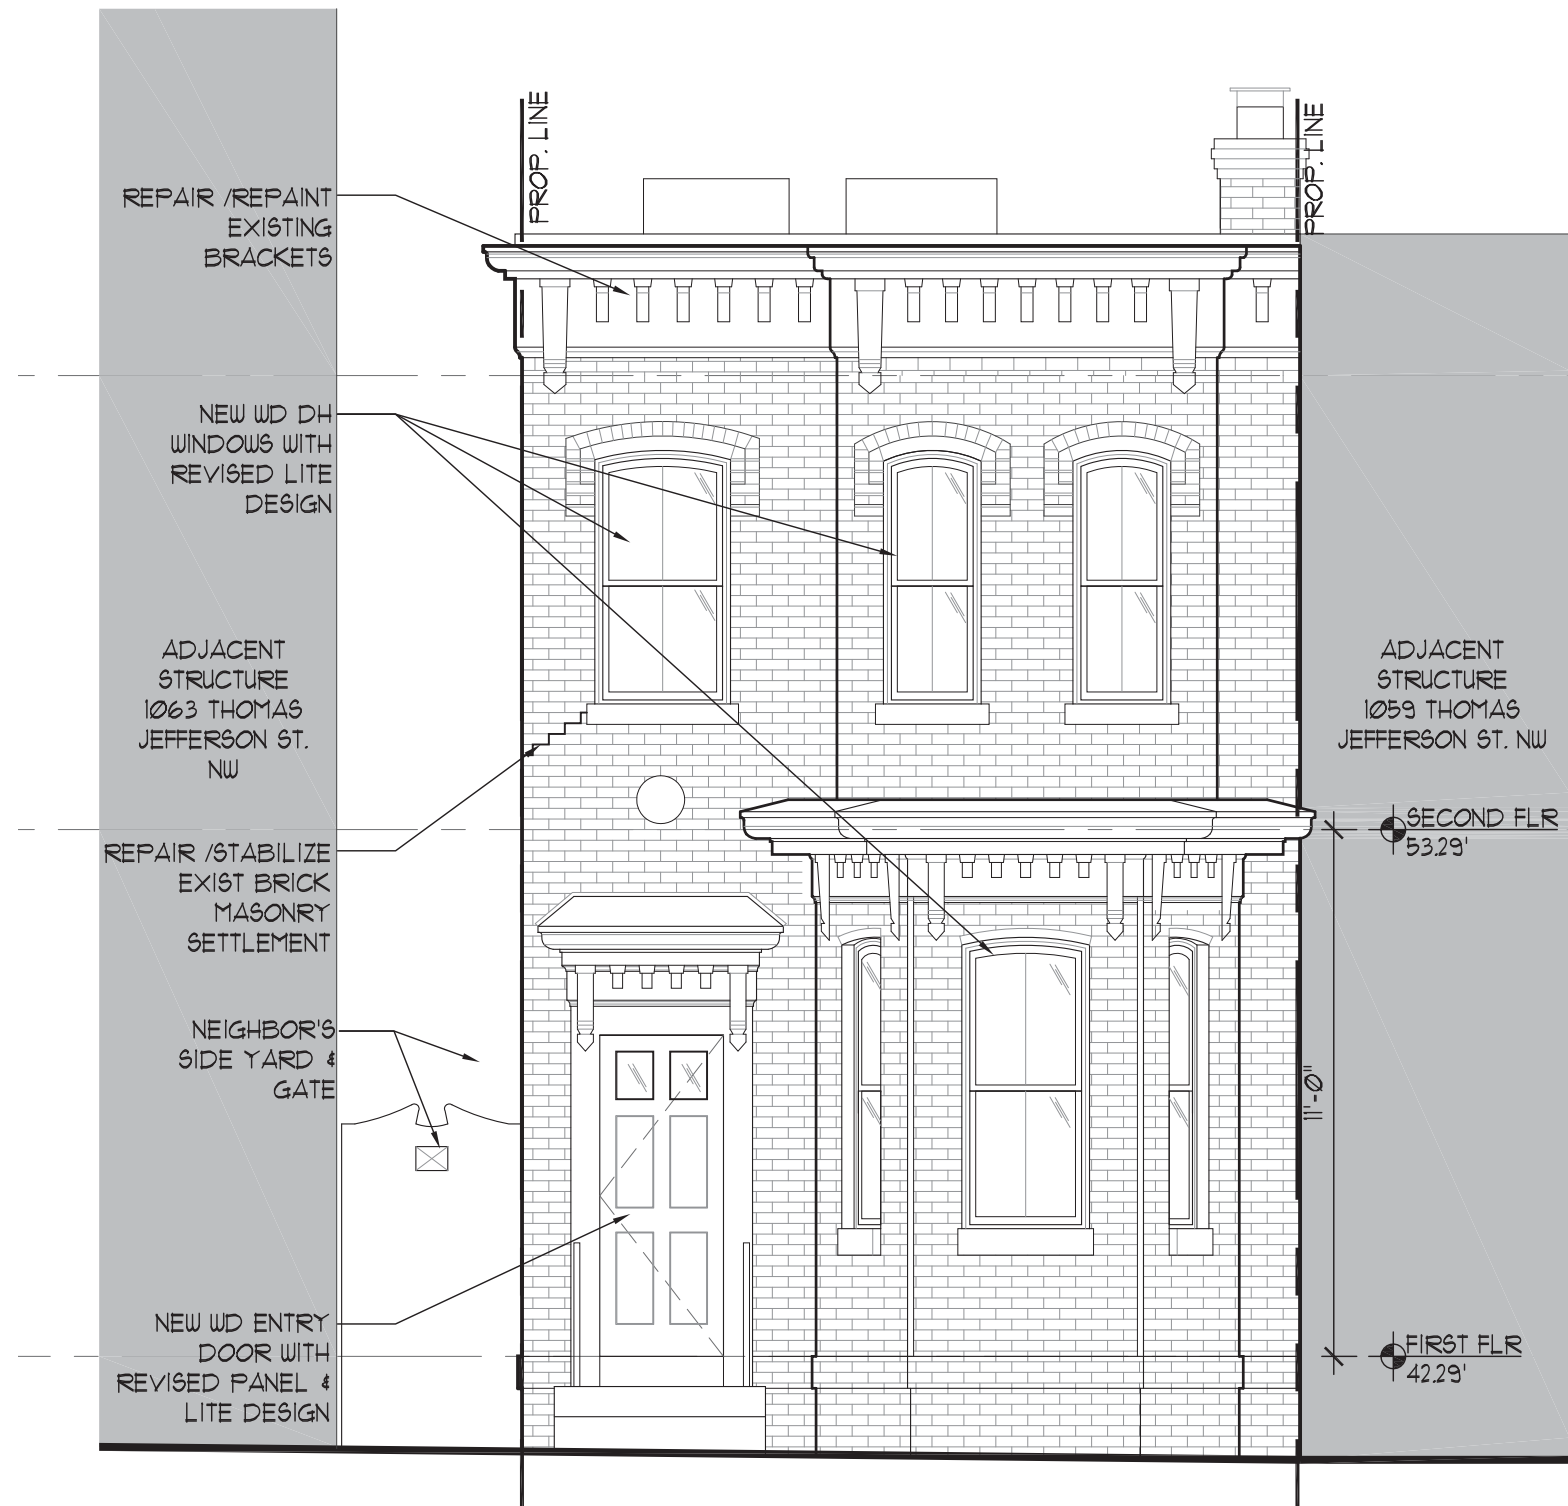 PROP. LINE
PROP. LINE
REPAIR /REPAINT
EXISTING
BRACKETS
NEW WD DH
WINDOWS WITH
REVISED LITE
DESIGN
ADJACENT
STRUCTURE
1063 THOMAS
JEFFERSON ST.
NW
ADJACENT
STRUCTURE
1059 THOMAS
JEFFERSON ST. NW
SECOND FLR
53.29'
REPAIR /STABILIZE
EXIST BRICK
MASONRY
SETTLEMENT
NEIGHBOR'S
SIDE YARD &
GATE
11'-0"
NEW WD ENTRY
DOOR WITH
REVISED PANEL &
LITE DESIGN
FIRST FLR
42.29'